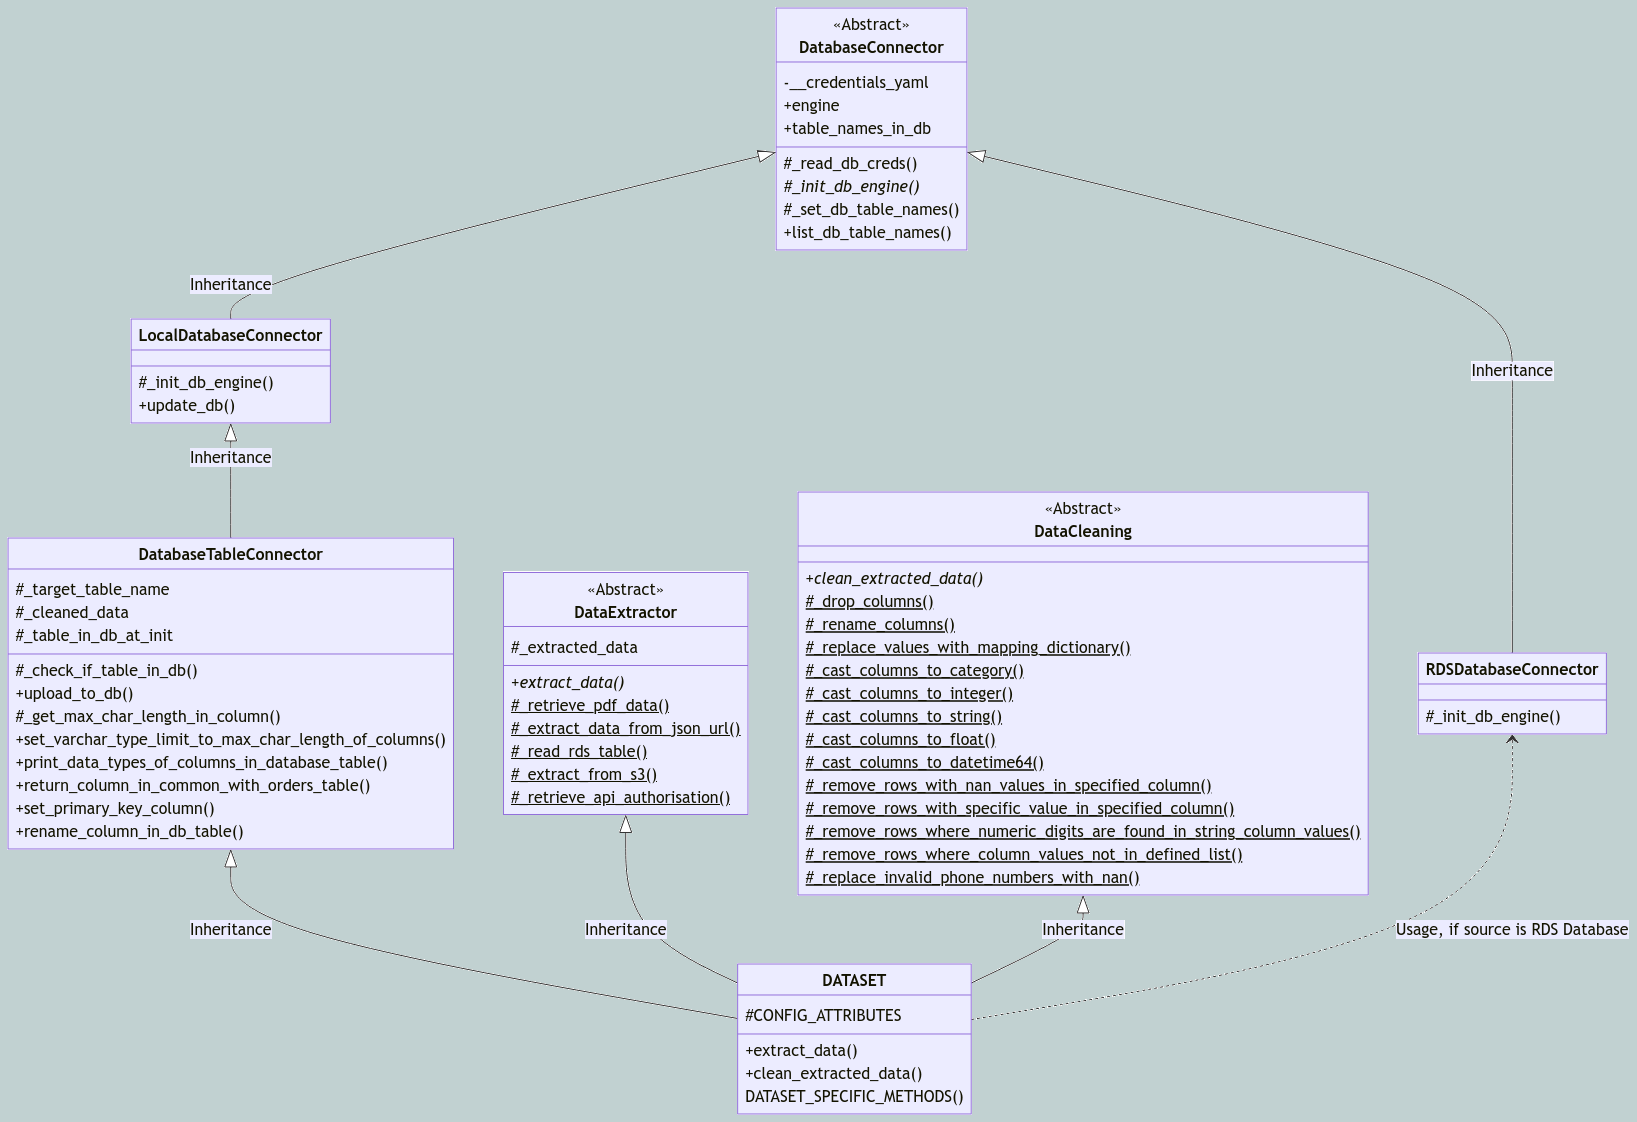 «Abstract»
DatabaseConnector
-__credentials_yaml
+engine
+table_names_in_db
#_read_db_creds()
#_init_db_engine()
#_set_db_table_names()
+list_db_table_names()
Inheritance
LocalDatabaseConnector
#_init_db_engine()
+update_db()
Inheritance
Inheritance
DatabaseTableConnector
#_target_table_name
#_cleaned_data
#_table_in_db_at_init
#_check_if_table_in_db()
+upload_to_db()
#_get_max_char_length_in_column()
+set_varchar_type_limit_to_max_char_length_of_columns()
+print_data_types_of_columns_in_database_table()
+return_column_in_common_with_orders_table()
+set_primary_key_column()
+rename_column_in_db_table()
«Abstract»
DataExtractor
#_extracted_data
+extract_data()
#_retrieve_pdf_data()
#_extract_data_from_json_url()
#_read_rds_table()
#_extract_from_s3()
#_retrieve_api_authorisation()
«Abstract»
DataCleaning
+clean_extracted_data()
#_drop_columns()
#_rename_columns()
#_replace_values_with_mapping_dictionary()
#_cast_columns_to_category()
#_cast_columns_to_integer()
#_cast_columns_to_string()
#_cast_columns_to_float()
#_cast_columns_to_datetime64()
#_remove_rows_with_nan_values_in_specified_column()
#_remove_rows_with_specific_value_in_specified_column()
#_remove_rows_where_numeric_digits_are_found_in_string_column_values()
#_remove_rows_where_column_values_not_in_defined_list()
#_replace_invalid_phone_numbers_with_nan()
RDSDatabaseConnector
#_init_db_engine()
Inheritance
Inheritance
Inheritance
Usage, if source is RDS Database
DATASET
#CONFIG_ATTRIBUTES
+extract_data()
+clean_extracted_data()
DATASET_SPECIFIC_METHODS()